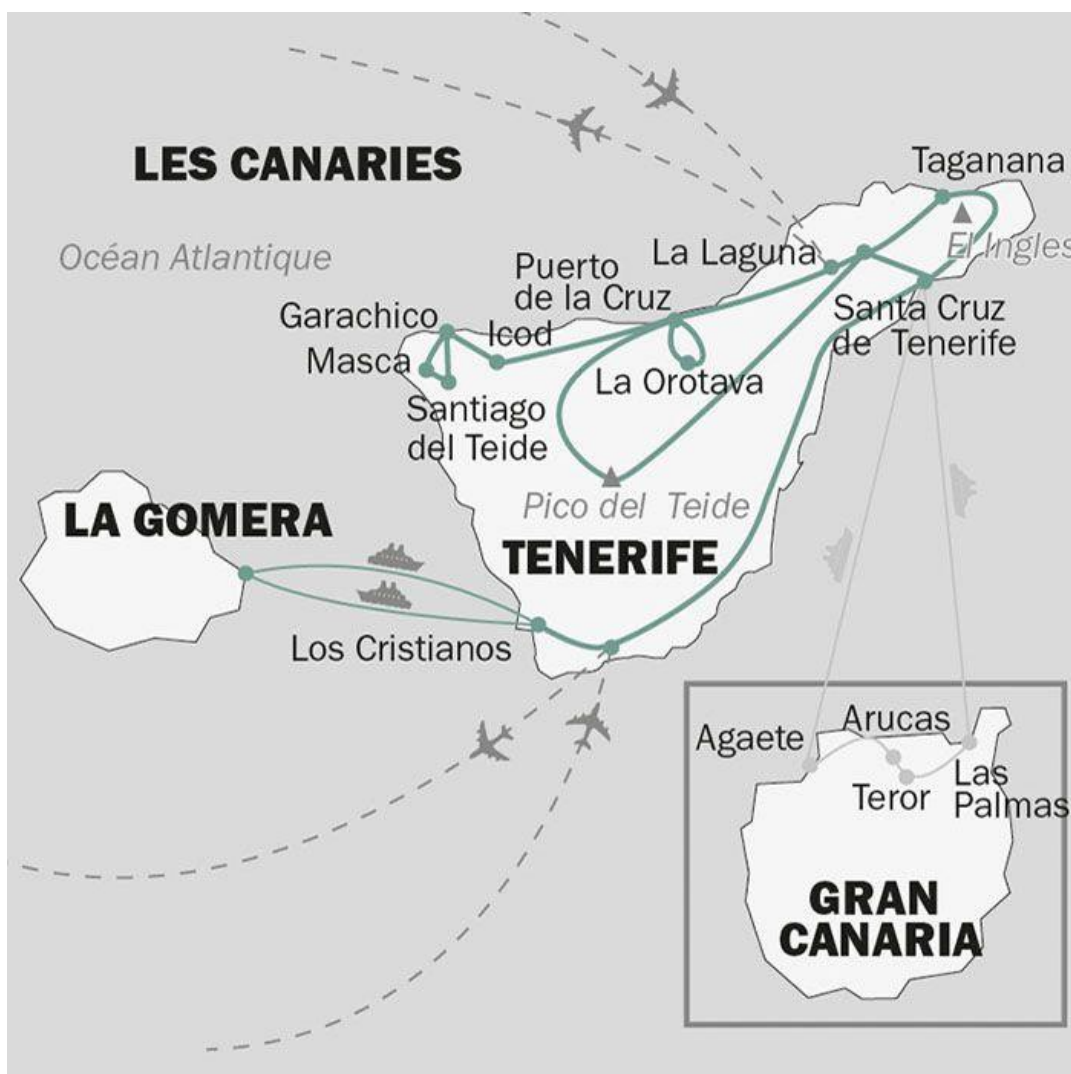 LES CANARIES
Taganana
El Ingles
Océan Atlantique
La Laguna
Puerto
de la Cruz
Garachico
Icod
Santa Cruz
de Tenerife
Masca
La Orotava
Santiago
del Teide
Pico del Teide
LA GOMERA
TENERIFE
Los Cristianos
Agaete
Arucas
Las
Palmas
Teror
GRAN
CANARIA